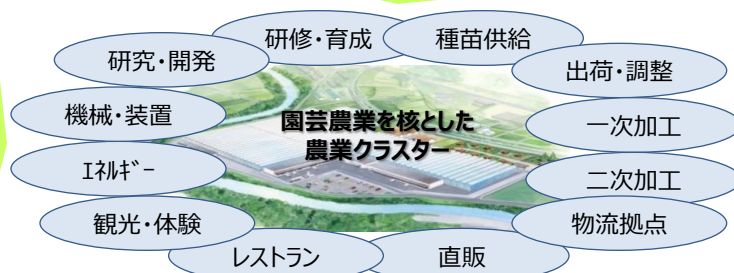 研修・育成
種苗供給
研究・開発
出荷・調整
機械・装置
園芸農業を核とした
農業クラスター
一次加工
ｴﾈﾙｷﾞｰ
二次加工
観光・体験
物流拠点
レストラン
直販